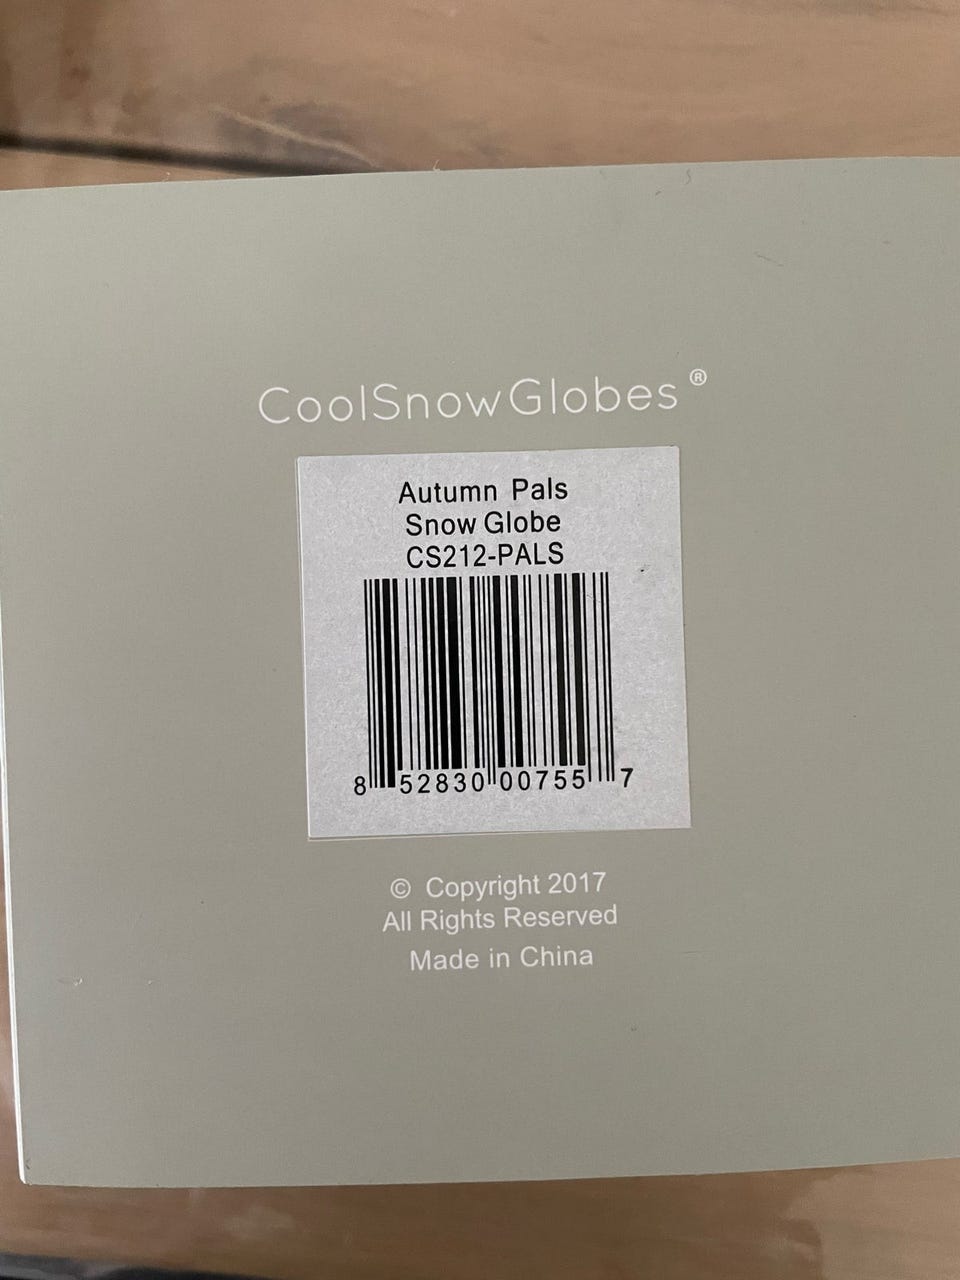 CoolSnowGlobes®
Autumn Pals
Snow Globe
CS212-PALS
8 52830 00755 7
© Copyright 2017
All Rights Reserved
Made in China